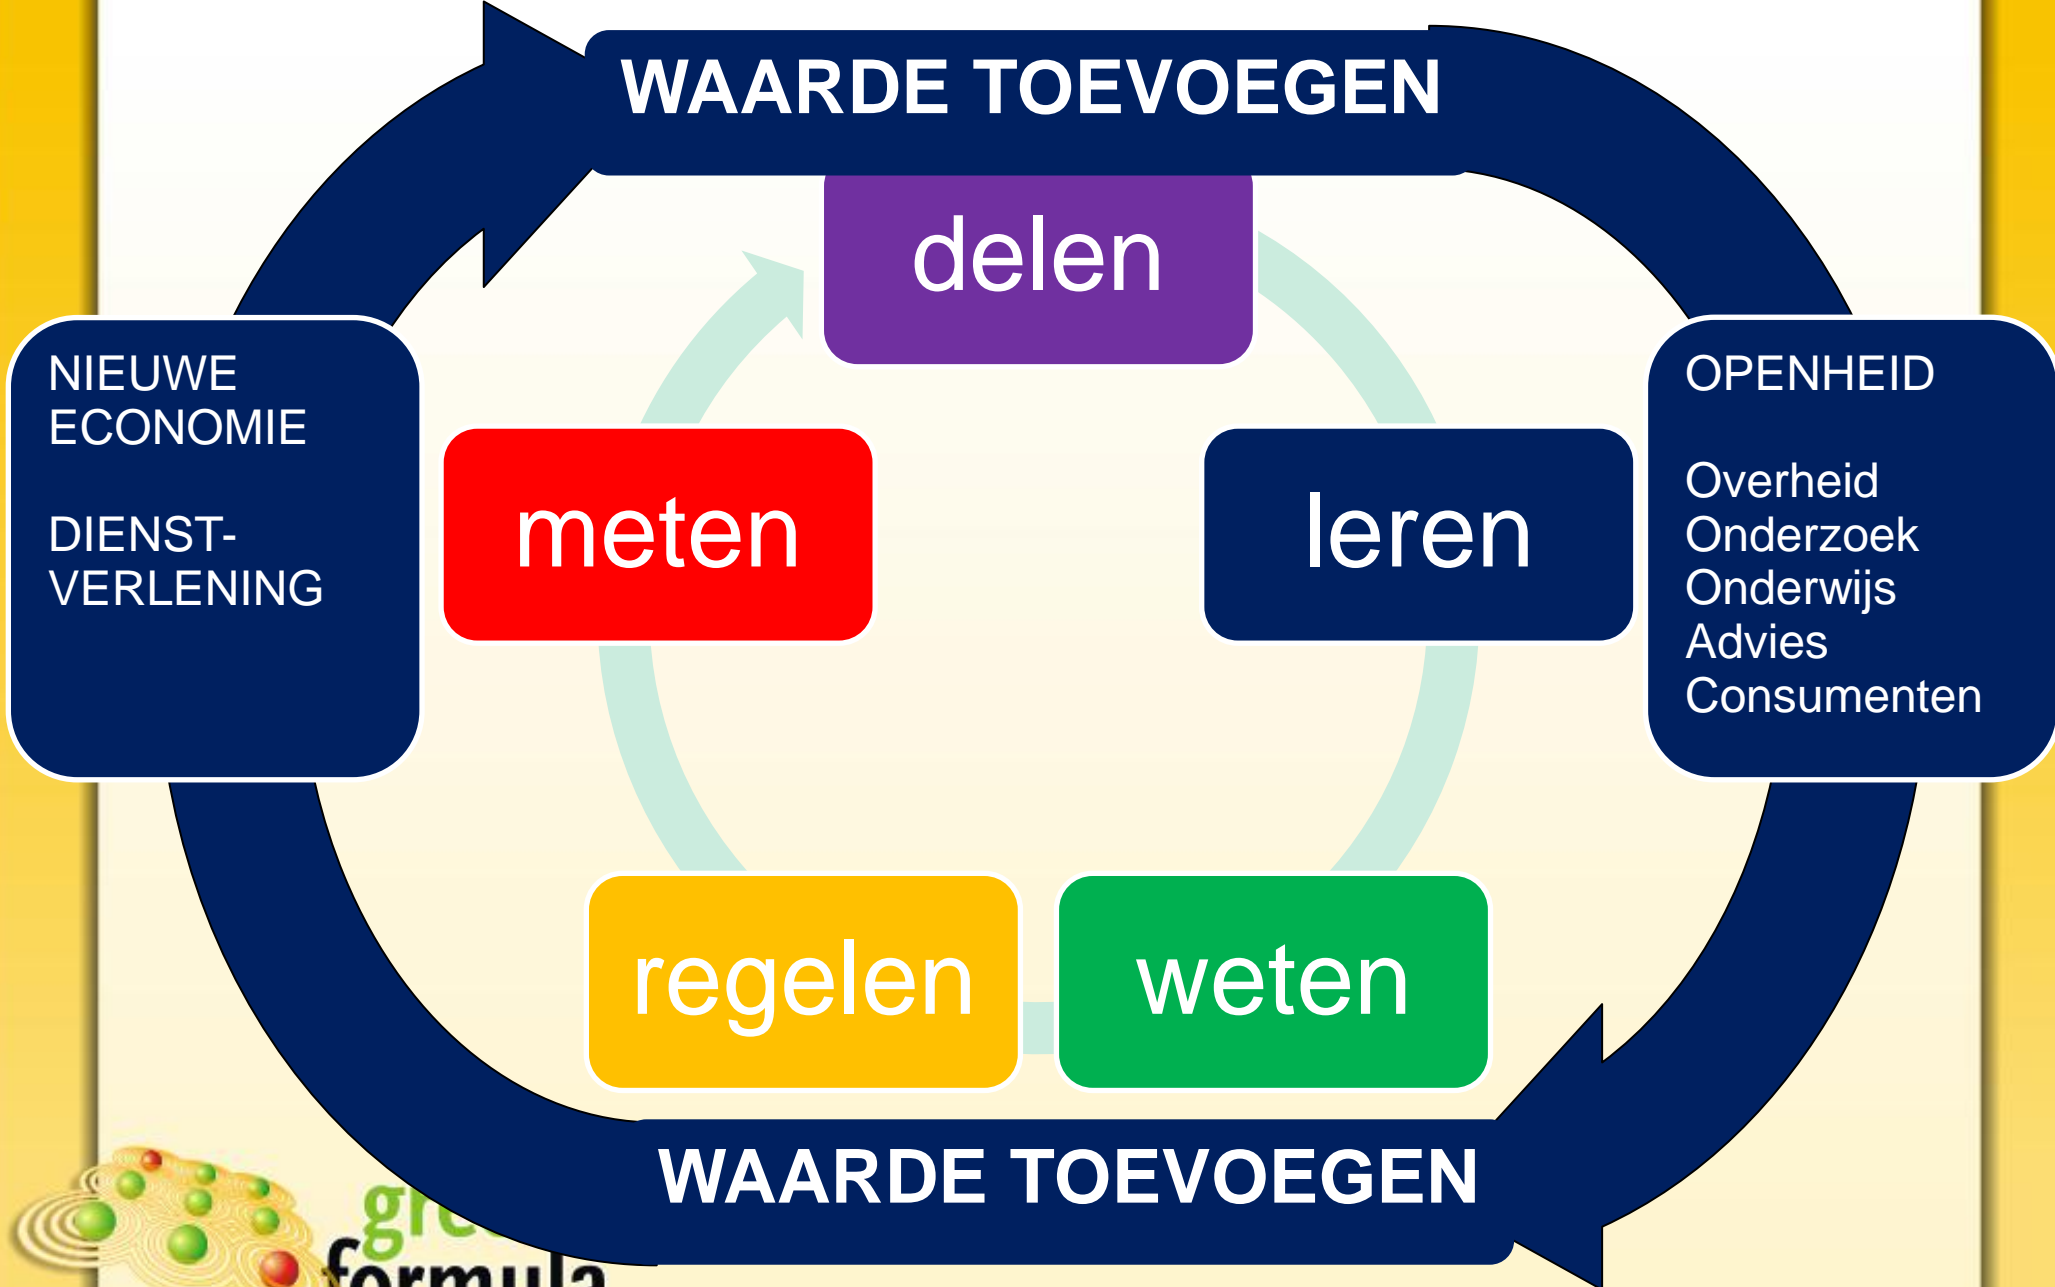 WAARDE TOEVOEGEN
delen
NIEUWE
ECONOMIE
DIENST-
VERLENING
meten
leren
OPENHEID
Overheid
Onderzoek
Onderwijs
Advies
Consumenten
regelen
weten
WAARDE TOEVOEGEN
formula